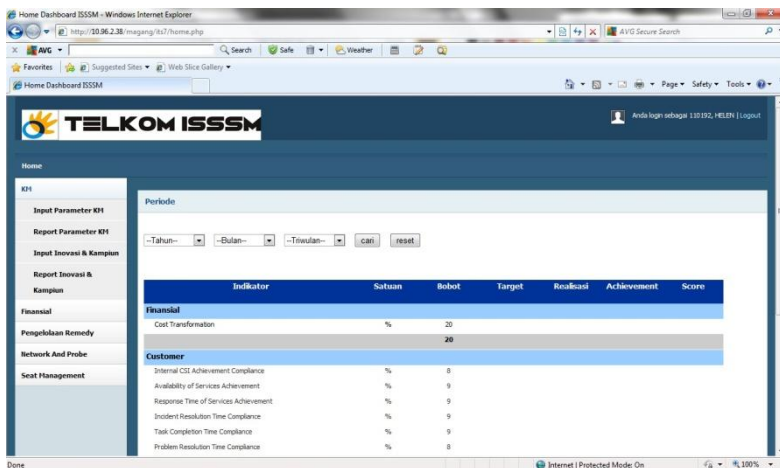 Home Dashboard ISSSM - Windows Internet Explorer
http://10.96.2.38/magang/its7/home.php
AVG Secure Search
AVG
Search
Safe
Weather
Favorites
Suggested Sites
Web Slice Gallery
Home Dashboard ISSSM
Page
Safety
Tools
TELKOM ISSSM
Anda login sebagai 110192, HELEN | Logout
Home
KM
Input Parameter KM
Report Parameter KM
Input Inovasi & Kampiun
Report Inovasi &
Kampiun
Finansial
Pengelolaan Remedy
Network And Probe
Seat Management
Periode
--Tahun-- --Bulan-- --Triwulan-- cari reset
Indikator Satuan Bobot Target Realisasi Achievement Score
Finansial
Cost Transformation % 20
20
Customer
Internal CSI Achievement Compliance % 8
Availability of Services Achievement % 9
Response Time of Services Achievement % 9
Incident Resolution Time Compliance % 9
Task Completion Time Compliance % 9
Problem Resolution Time Compliance % 8
Done
Internet | Protected Mode: On
100%